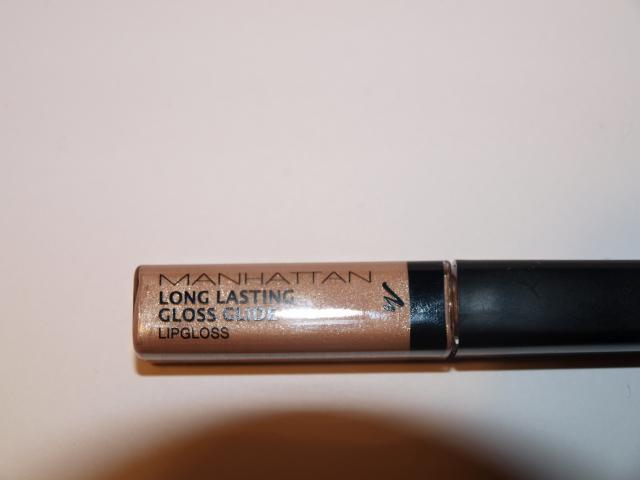 MANHATTAN
LONG LASTING
GLOSS GLIDE
LIPGLOSS
M